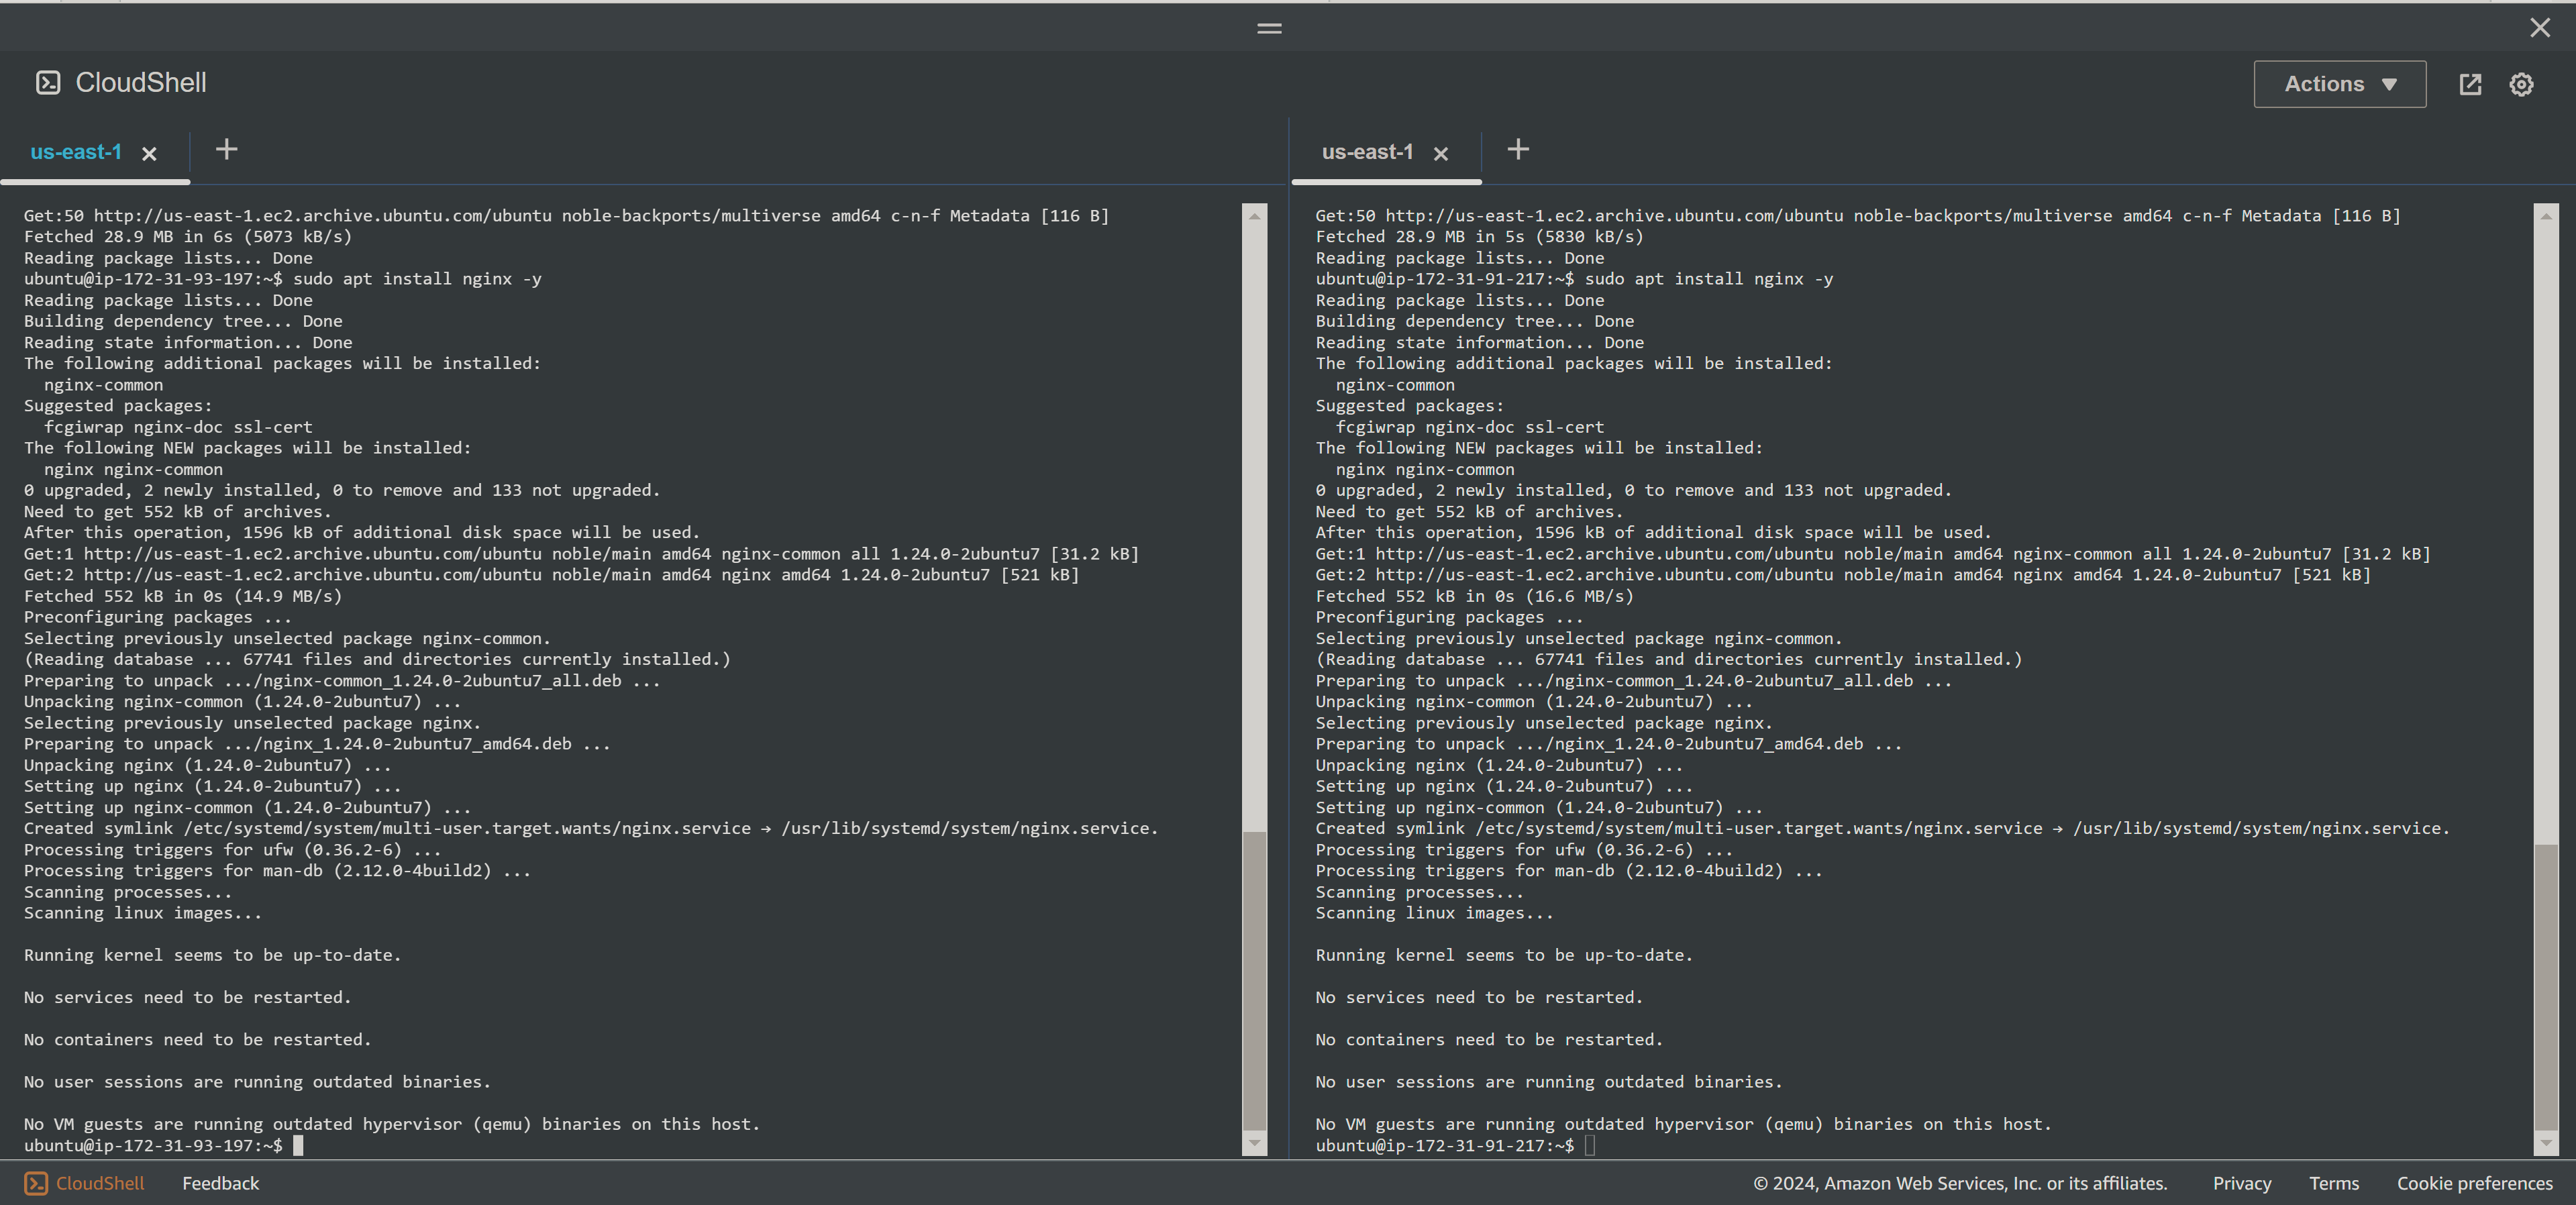 CloudShell
Actions
us-east-1
Get:50 http://us-east-1.ec2.archive.ubuntu.com/ubuntu noble-backports/multiverse amd64 c-n-f Metadata [116 B]
Fetched 28.9 MB in 6s (5073 kB/s)
Reading package lists... Done
ubuntu@ip-172-31-93-197:~$ sudo apt install nginx -y
Reading package lists... Done
Building dependency tree... Done
Reading state information... Done
The following additional packages will be installed:
  nginx-common
Suggested packages:
  fcgiwrap nginx-doc ssl-cert
The following NEW packages will be installed:
  nginx nginx-common
0 upgraded, 2 newly installed, 0 to remove and 133 not upgraded.
Need to get 552 kB of archives.
After this operation, 1596 kB of additional disk space will be used.
Get:1 http://us-east-1.ec2.archive.ubuntu.com/ubuntu noble/main amd64 nginx-common all 1.24.0-2ubuntu7 [31.2 kB]
Get:2 http://us-east-1.ec2.archive.ubuntu.com/ubuntu noble/main amd64 nginx amd64 1.24.0-2ubuntu7 [521 kB]
Fetched 552 kB in 0s (14.9 MB/s)
Preconfiguring packages ...
Selecting previously unselected package nginx-common.
(Reading database ... 67741 files and directories currently installed.)
Preparing to unpack .../nginx-common_1.24.0-2ubuntu7_all.deb ...
Unpacking nginx-common (1.24.0-2ubuntu7) ...
Selecting previously unselected package nginx.
Preparing to unpack .../nginx_1.24.0-2ubuntu7_amd64.deb ...
Unpacking nginx (1.24.0-2ubuntu7) ...
Setting up nginx (1.24.0-2ubuntu7) ...
Setting up nginx-common (1.24.0-2ubuntu7) ...
Created symlink /etc/systemd/system/multi-user.target.wants/nginx.service → /usr/lib/systemd/system/nginx.service.
Processing triggers for ufw (0.36.2-6) ...
Processing triggers for man-db (2.12.0-4build2) ...
Scanning processes...
Scanning linux images...
Running kernel seems to be up-to-date.
No services need to be restarted.
No containers need to be restarted.
No user sessions are running outdated binaries.
No VM guests are running outdated hypervisor (qemu) binaries on this host.
ubuntu@ip-172-31-93-197:~$
us-east-1
Get:50 http://us-east-1.ec2.archive.ubuntu.com/ubuntu noble-backports/multiverse amd64 c-n-f Metadata [116 B]
Fetched 28.9 MB in 5s (5830 kB/s)
Reading package lists... Done
ubuntu@ip-172-31-91-217:~$ sudo apt install nginx -y
Reading package lists... Done
Building dependency tree... Done
Reading state information... Done
The following additional packages will be installed:
  nginx-common
Suggested packages:
  fcgiwrap nginx-doc ssl-cert
The following NEW packages will be installed:
  nginx nginx-common
0 upgraded, 2 newly installed, 0 to remove and 133 not upgraded.
Need to get 552 kB of archives.
After this operation, 1596 kB of additional disk space will be used.
Get:1 http://us-east-1.ec2.archive.ubuntu.com/ubuntu noble/main amd64 nginx-common all 1.24.0-2ubuntu7 [31.2 kB]
Get:2 http://us-east-1.ec2.archive.ubuntu.com/ubuntu noble/main amd64 nginx amd64 1.24.0-2ubuntu7 [521 kB]
Fetched 552 kB in 0s (16.6 MB/s)
Preconfiguring packages ...
Selecting previously unselected package nginx-common.
(Reading database ... 67741 files and directories currently installed.)
Preparing to unpack .../nginx-common_1.24.0-2ubuntu7_all.deb ...
Unpacking nginx-common (1.24.0-2ubuntu7) ...
Selecting previously unselected package nginx.
Preparing to unpack .../nginx_1.24.0-2ubuntu7_amd64.deb ...
Unpacking nginx (1.24.0-2ubuntu7) ...
Setting up nginx (1.24.0-2ubuntu7) ...
Setting up nginx-common (1.24.0-2ubuntu7) ...
Created symlink /etc/systemd/system/multi-user.target.wants/nginx.service → /usr/lib/systemd/system/nginx.service.
Processing triggers for ufw (0.36.2-6) ...
Processing triggers for man-db (2.12.0-4build2) ...
Scanning processes...
Scanning linux images...
Running kernel seems to be up-to-date.
No services need to be restarted.
No containers need to be restarted.
No user sessions are running outdated binaries.
No VM guests are running outdated hypervisor (qemu) binaries on this host.
ubuntu@ip-172-31-91-217:~$
CloudShell Feedback © 2024, Amazon Web Services, Inc. or its affiliates. Privacy Terms Cookie preferences